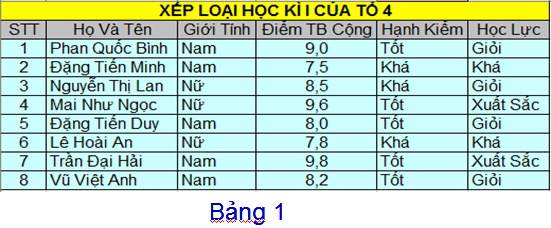 XẾP LOẠI HỌC KÌ I CỦA TỔ 4
STT Họ Và Tên Giới Tính Điểm TB Cộng Hạnh Kiểm Học Lực
1 Phan Quốc Bình Nam 9,0 Tốt Giỏi
2 Đặng Tiến Minh Nam 7,5 Khá Khá
3 Nguyễn Thị Lan Nữ 8,5 Khá Giỏi
4 Mai Như Ngọc Nữ 9,6 Tốt Xuất Sắc
5 Đặng Tiến Duy Nam 8,0 Tốt Giỏi
6 Lê Hoài An Nữ 7,8 Khá Khá
7 Trần Đại Hải Nam 9,8 Tốt Xuất Sắc
8 Vũ Việt Anh Nam 8,2 Tốt Giỏi
Bảng 1